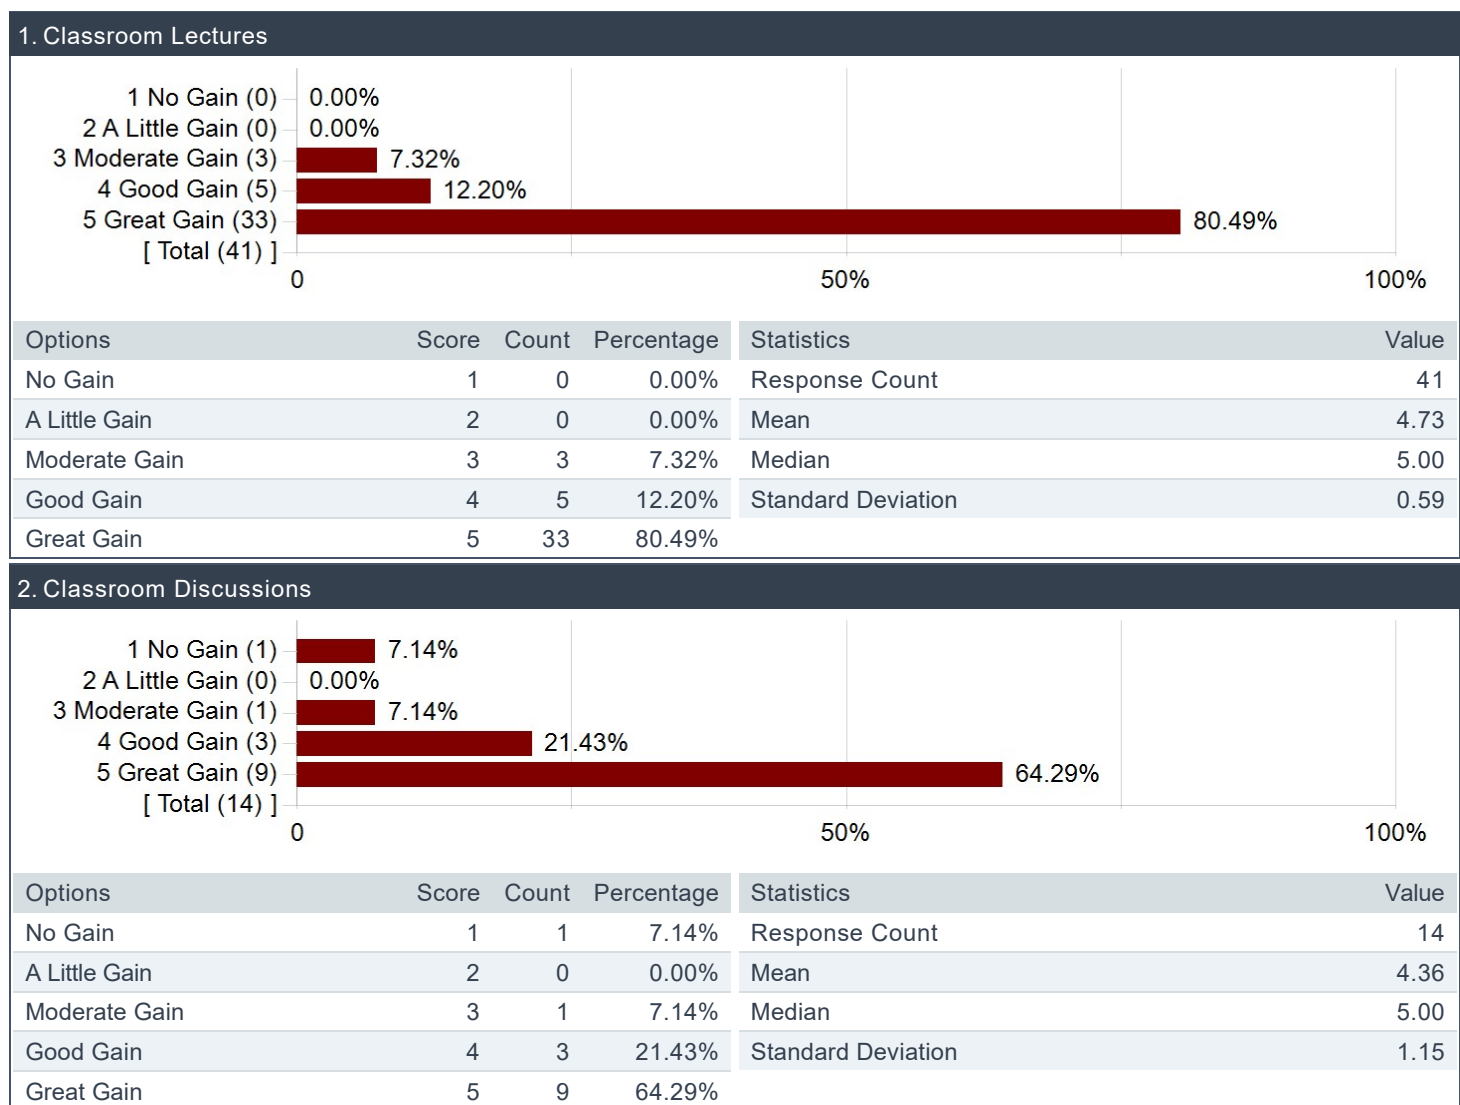 1. Classroom Lectures
1 No Gain (0) 0.00%
2 A Little Gain (0) 0.00%
3 Moderate Gain (3) 7.32%
4 Good Gain (5) 12.20%
5 Great Gain (33) 80.49%
[ Total (41) ]
0 50% 100%
Options Score Count Percentage Statistics Value
No Gain 1 0 0.00% Response Count 41
A Little Gain 2 0 0.00% Mean 4.73
Moderate Gain 3 3 7.32% Median 5.00
Good Gain 4 5 12.20% Standard Deviation 0.59
Great Gain 5 33 80.49%
2. Classroom Discussions
1 No Gain (1) 7.14%
2 A Little Gain (0) 0.00%
3 Moderate Gain (1) 7.14%
4 Good Gain (3) 21.43%
5 Great Gain (9) 64.29%
[ Total (14) ]
0 50% 100%
Options Score Count Percentage Statistics Value
No Gain 1 1 7.14% Response Count 14
A Little Gain 2 0 0.00% Mean 4.36
Moderate Gain 3 1 7.14% Median 5.00
Good Gain 4 3 21.43% Standard Deviation 1.15
Great Gain 5 9 64.29%